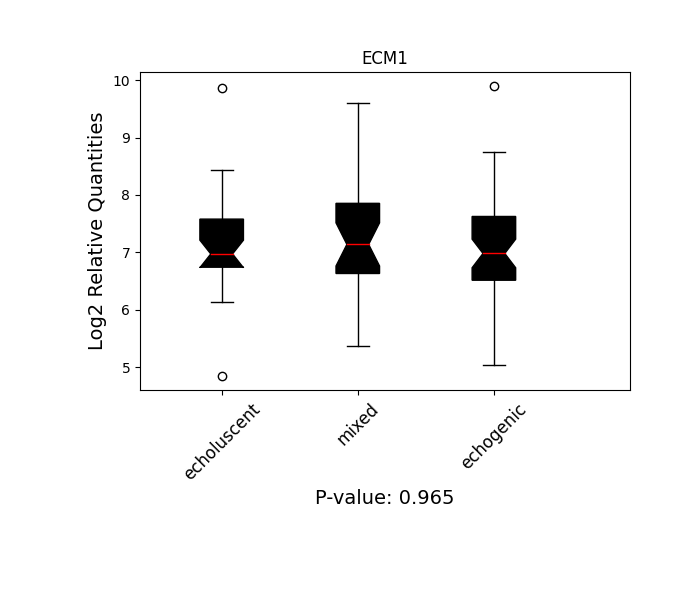 ECM1
Log2 Relative Quantities
10
9
8
7
6
5
echoluscent
mixed
echogenic
P-value: 0.965